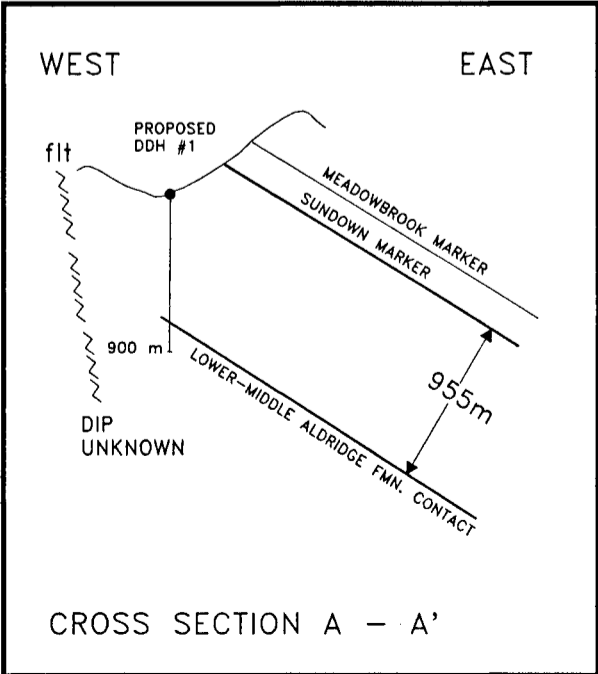 WEST
EAST
PROPOSED
DDH #1
flt
MEADOWBROOK MARKER
SUNDOWN MARKER
900 m
LOWER-MIDDLE ALDRIDGE FMN. CONTACT
955m
DIP
UNKNOWN
CROSS SECTION A - A'